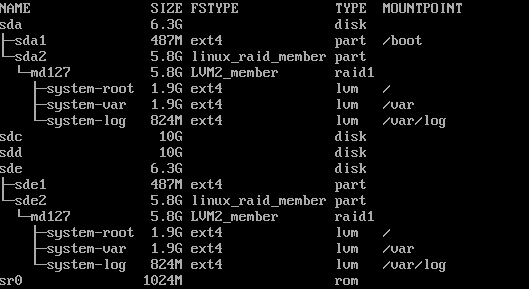 NAME SIZE FSTYPE TYPE MOUNTPOINT
sda 6.3G disk
├─sda1 487M ext4 part /boot
└─sda2 5.8G linux_raid_member part
  └─md127 5.8G LVM2_member raid1
    ├─system-root 1.9G ext4 lvm /
    ├─system-var 1.9G ext4 lvm /var
    └─system-log 824M ext4 lvm /var/log
sdc 10G disk
sdd 10G disk
sde 6.3G disk
├─sde1 487M ext4 part
└─sde2 5.8G linux_raid_member part
  └─md127 5.8G LVM2_member raid1
    ├─system-root 1.9G ext4 lvm /
    ├─system-var 1.9G ext4 lvm /var
    └─system-log 824M ext4 lvm /var/log
sr0 1024M rom